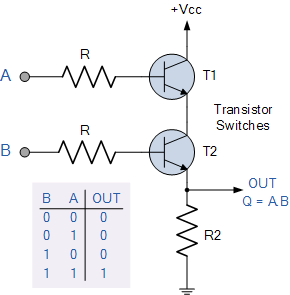 +Vcc
R
A
T1
Transistor
Switches
R
B
T2
OUT
Q = A.B
R2
B A OUT
0 0 0
0 1 0
1 0 0
1 1 1